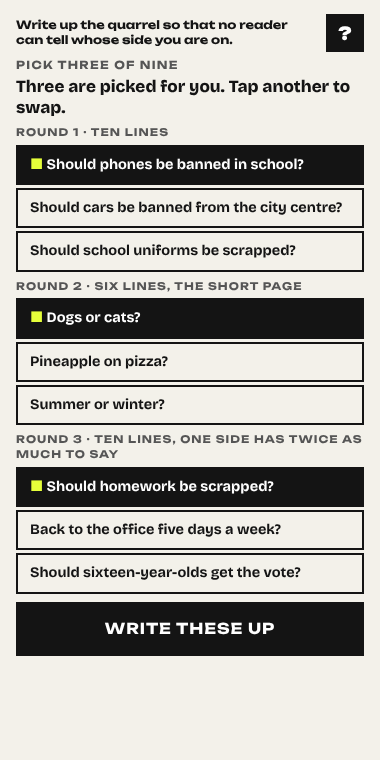 Write up the quarrel so that no reader
can tell whose side you are on.
?
PICK THREE OF NINE
Three are picked for you. Tap another to
swap.
ROUND 1 · TEN LINES
Should phones be banned in school?
Should cars be banned from the city centre?
Should school uniforms be scrapped?
ROUND 2 · SIX LINES, THE SHORT PAGE
Dogs or cats?
Pineapple on pizza?
Summer or winter?
ROUND 3 · TEN LINES, ONE SIDE HAS TWICE AS
MUCH TO SAY
Should homework be scrapped?
Back to the office five days a week?
Should sixteen-year-olds get the vote?
WRITE THESE UP